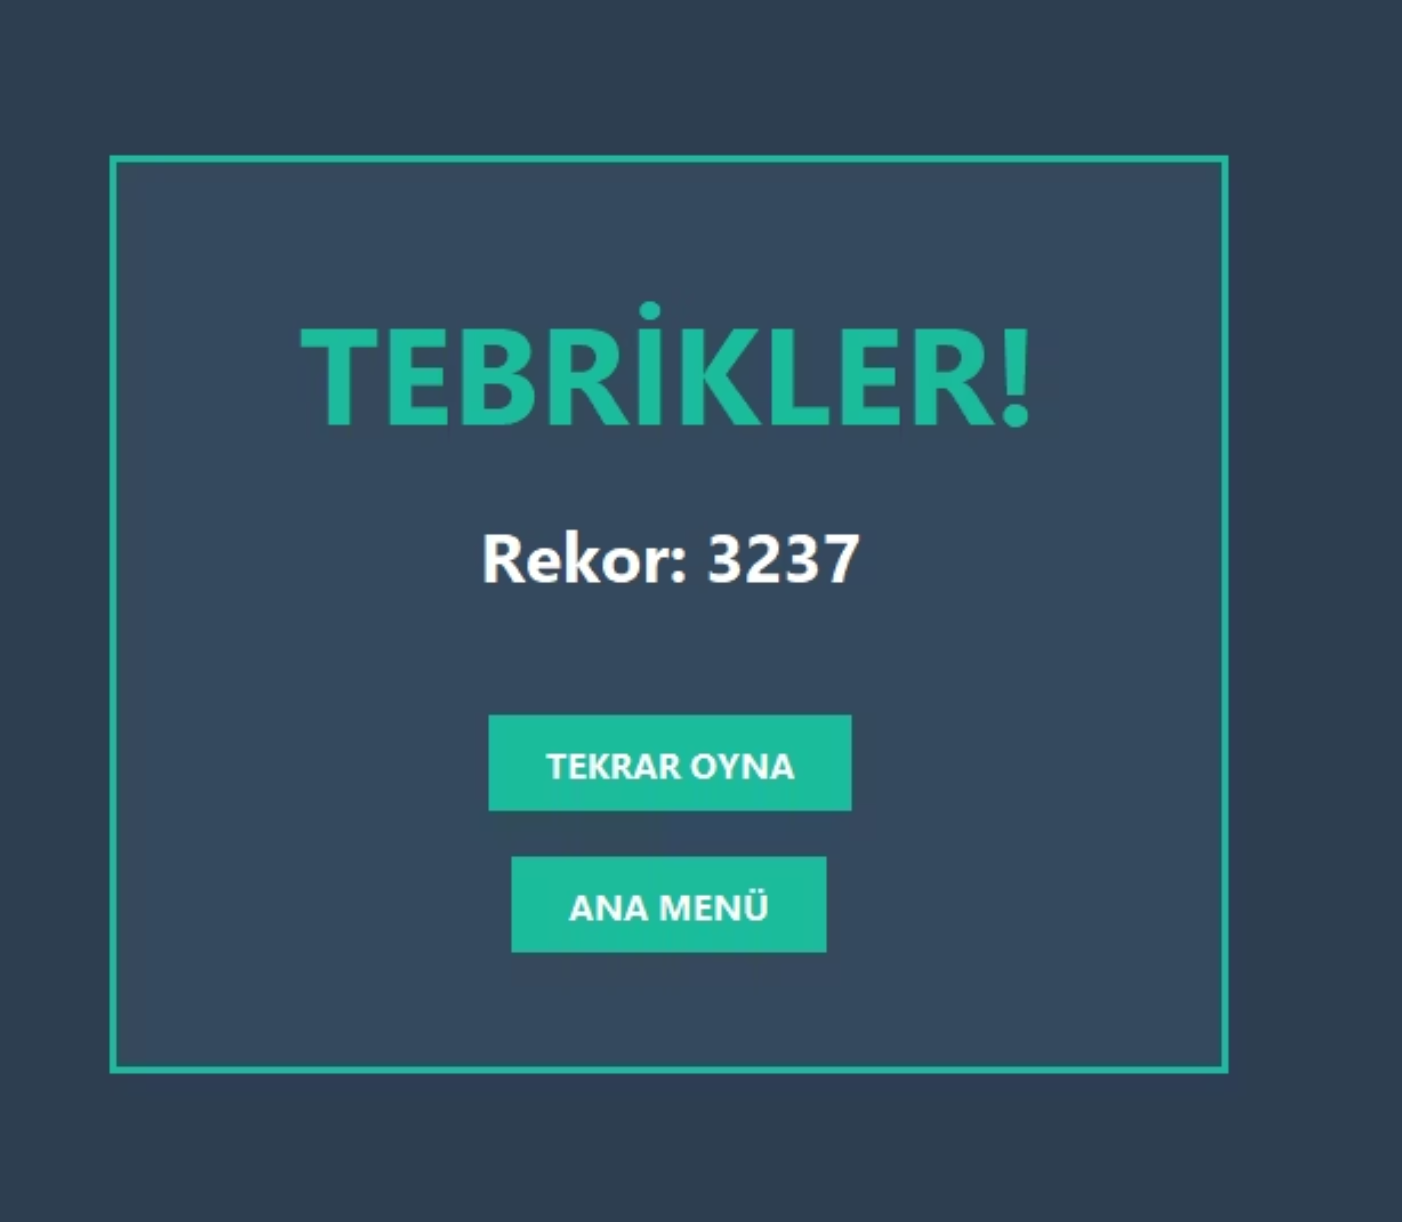 TEBRİKLER!
Rekor: 3237
TEKRAR OYNA
ANA MENÜ